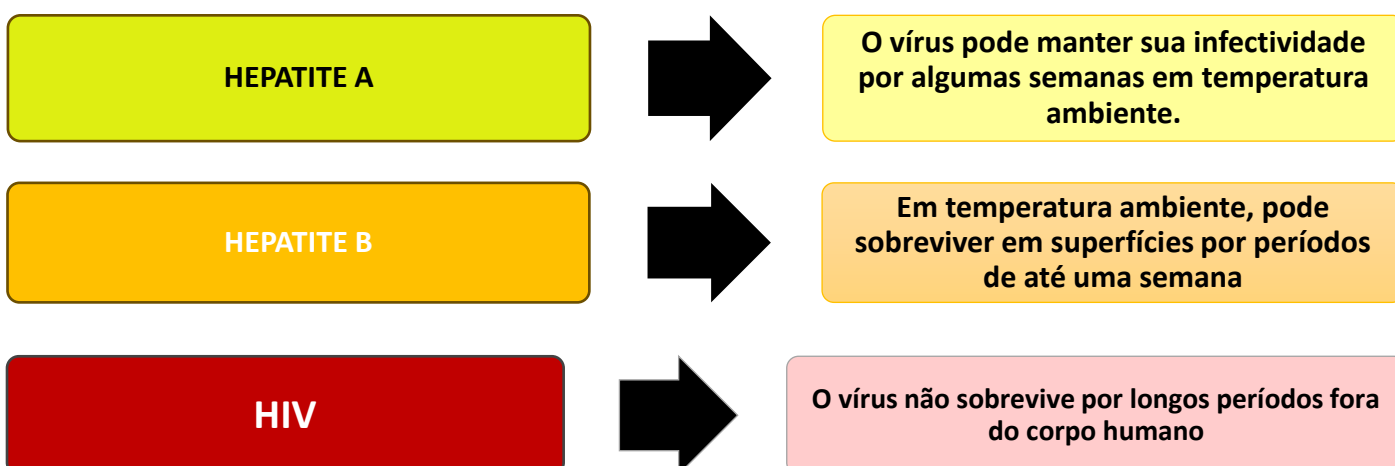 HEPATITE A
O vírus pode manter sua infectividade
por algumas semanas em temperatura
ambiente.
HEPATITE B
Em temperatura ambiente, pode
sobreviver em superfícies por períodos
de até uma semana
HIV
O vírus não sobrevive por longos períodos fora
do corpo humano